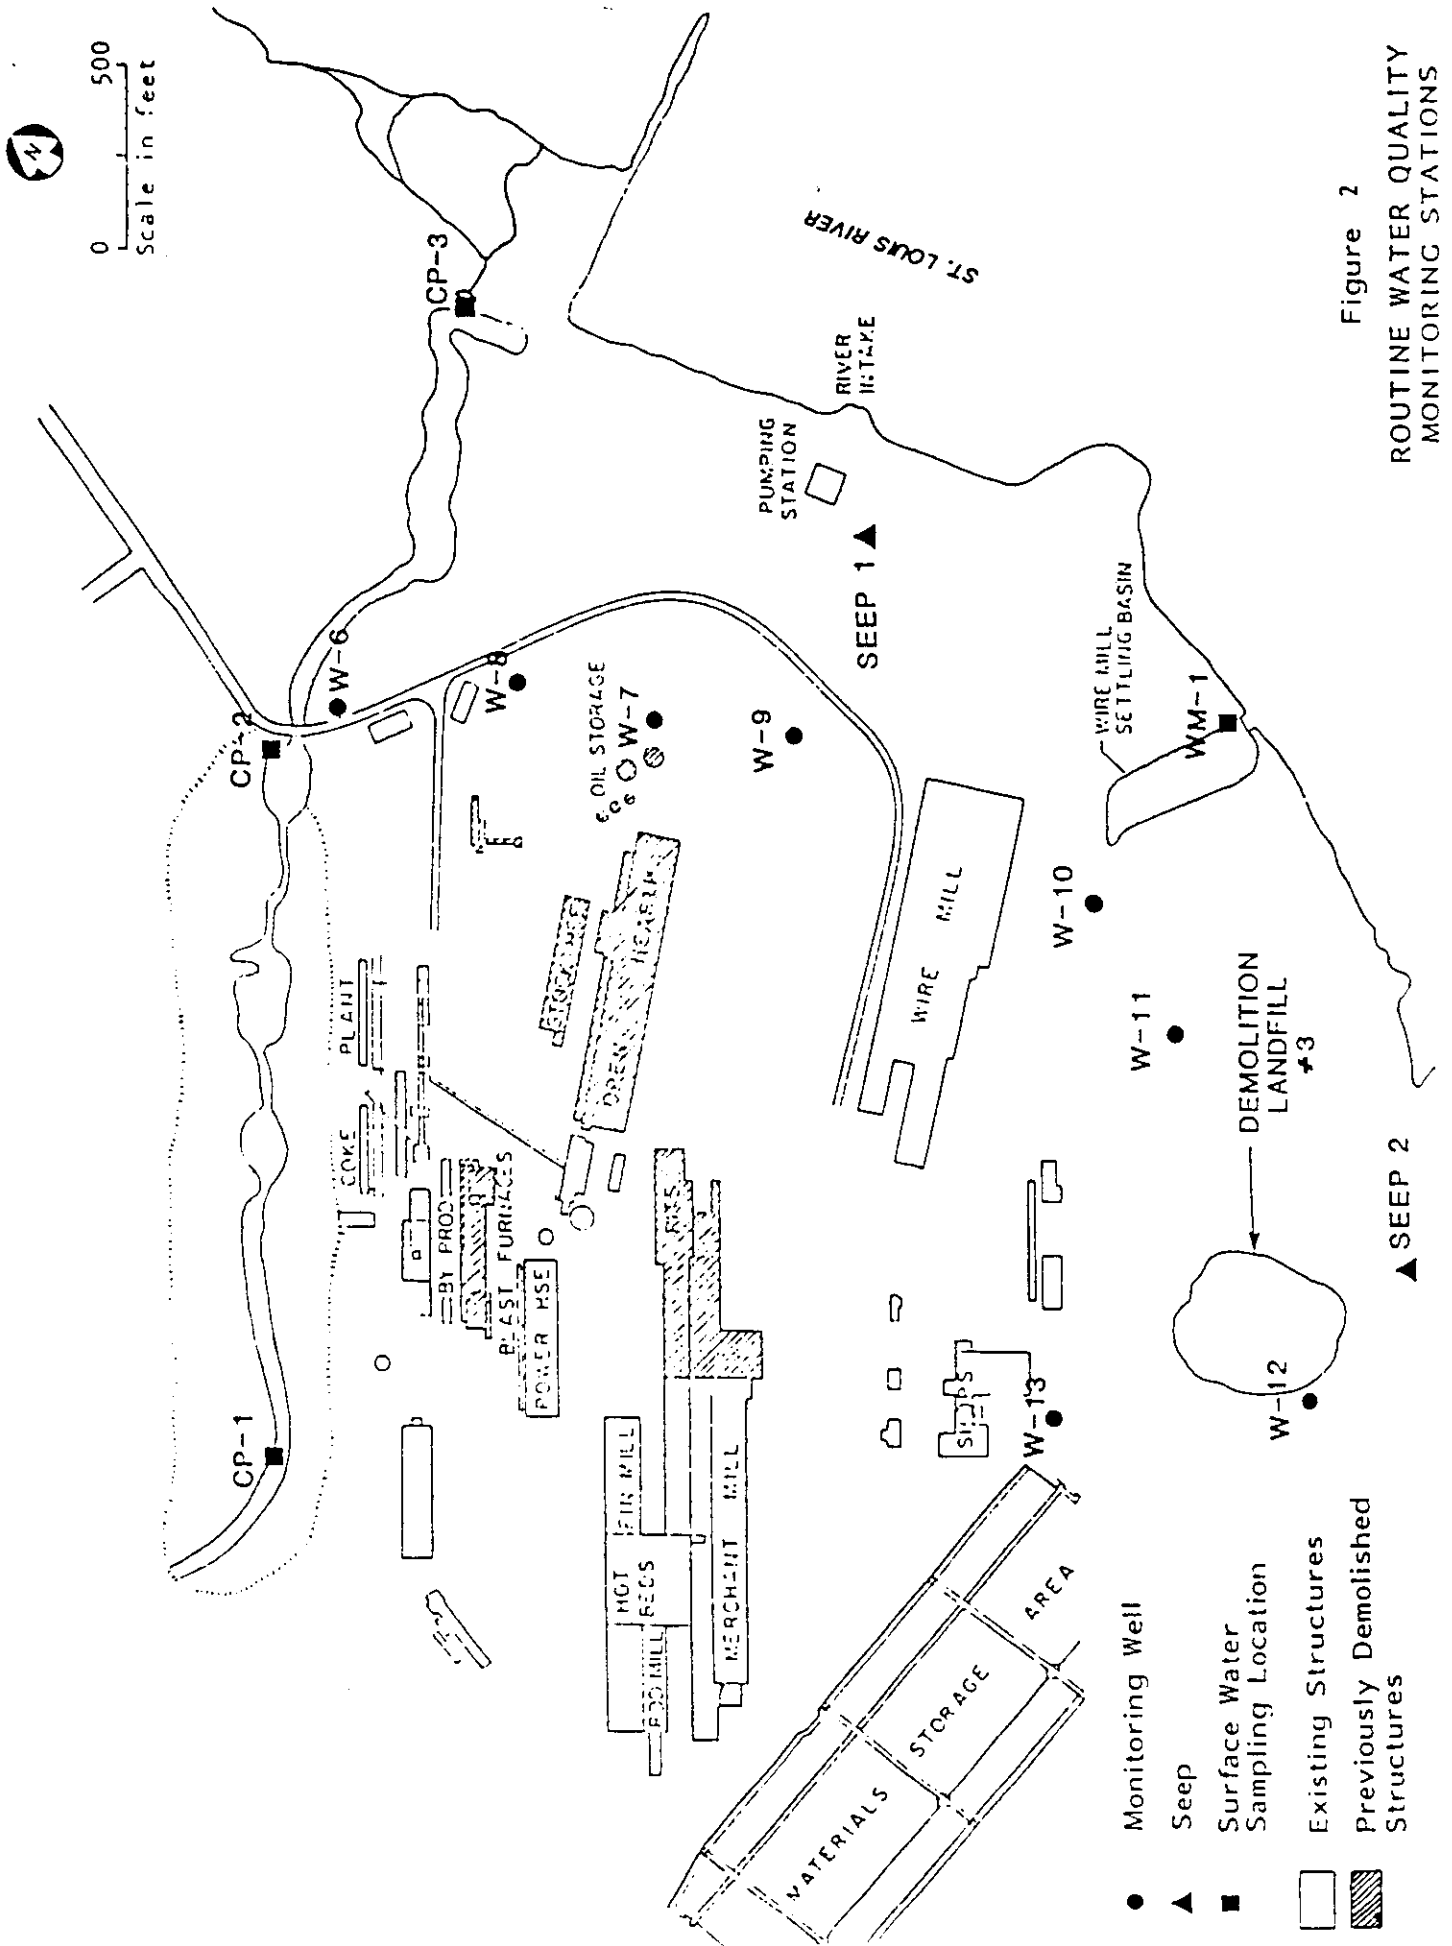 N
0 500
Scale in feet
CP-3
CP-2
W-6
W-8
OIL STORAGE
W-7
W-9
PUMPING
STATION
RIVER
INTAKE
ST. LOUIS RIVER
SEEP 1
WIRE MILL
SETTLING BASIN
WM-1
CP-1
COKE PLANT
BY PROD
BLAST FURNACES
POWER HSE
OPEN HEARTH
WIRE MILL
W-10
W-11
DEMOLITION
LANDFILL
#3
SEEP 2
W-12
W-13
SHOPS
HOT
BEDS
ROD MILL
MERCHANT MILL
MATERIALS STORAGE AREA
Monitoring Well
Seep
Surface Water
Sampling Location
Existing Structures
Previously Demolished
Structures
Figure 2
ROUTINE WATER QUALITY
MONITORING STATIONS